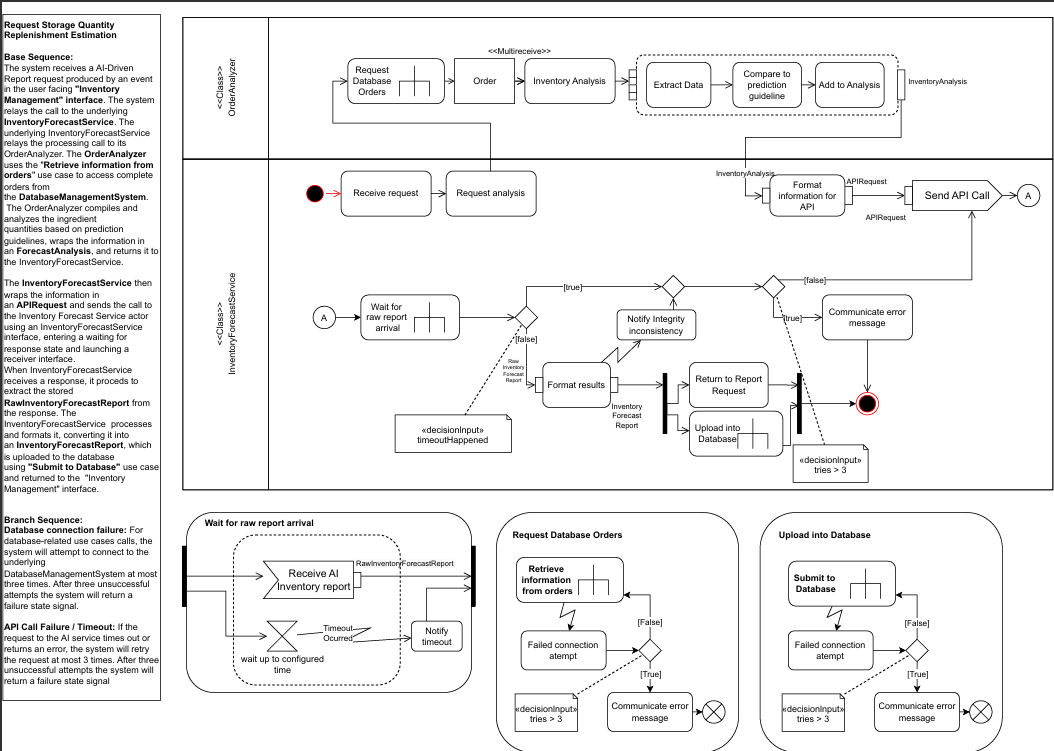 Request Storage Quantity
Replenishment Estimation
Base Sequence:
The system receives a AI-Driven
Report request produced by an event
in the user facing "Inventory
Management" interface. The system
relays the call to the underlying
InventoryForecastService. The
underlying InventoryForecastService
relays the processing call to its
OrderAnalyzer. The OrderAnalyzer
uses the "Retrieve information from
orders" use case to access complete
orders from
the DatabaseManagementSystem.
The OrderAnalyzer compiles and
analyzes the ingredient
quantities based on prediction
guidelines, wraps the information in
an ForecastAnalysis, and returns it to
the InventoryForecastService.
The InventoryForecastService then
wraps the information in
an APIRequest and sends the call to
the Inventory Forecast Service actor
using an InventoryForecastService
interface, entering a waiting for
response state and launching a
receiver interface.
When InventoryForecastService
receives a response, it proceds to
extract the stored
RawInventoryForecastReport from
the response. The
InventoryForecastService processes
and formats it, converting it into
an InventoryForecastReport, which
is uploaded to the database
using "Submit to Database" use case
and returned to the "Inventory
Management" interface.
Branch Sequence:
Database connection failure: For
database-related use cases calls, the
system will attempt to connect to the
underlying
DatabaseManagementSystem at most
three times. After three unsuccessful
attempts the system will return a
failure state signal.
API Call Failure / Timeout: If the
request to the AI service times out or
returns an error, the system will retry
the request at most 3 times. After three
unsuccessful attempts the system will
return a failure state signal
<<Class>>
OrderAnalyzer
Request
Database
Orders
Order
<<Multireceive>>
Inventory Analysis
Extract Data
Compare to
prediction
guideline
Add to Analysis
InventoryAnalysis
<<Class>>
InventoryForecastService
Receive request
Request analysis
InventoryAnalysis
Format
information for
API
APIRequest
APIRequest
Send API Call
A
A
Wait for
raw report
arrival
[true]
[false]
Raw
Inventory
Forecast
Report
Format results
Notify Integrity
inconsistency
Inventory
Forecast
Report
Return to Report
Request
Upload into
Database
[false]
[true]
Communicate error
message
«decisionInput»
timeoutHappened
«decisionInput»
tries > 3
Wait for raw report arrival
Receive AI
Inventory report
RawInventoryForecastReport
wait up to configured
time
Timeout
Ocurred
Notify
timeout
Request Database Orders
Retrieve
information
from orders
[False]
Failed connection
atempt
[True]
«decisionInput»
tries > 3
Communicate error
message
Upload into Database
Submit to
Database
[False]
Failed connection
atempt
[True]
«decisionInput»
tries > 3
Communicate error
message